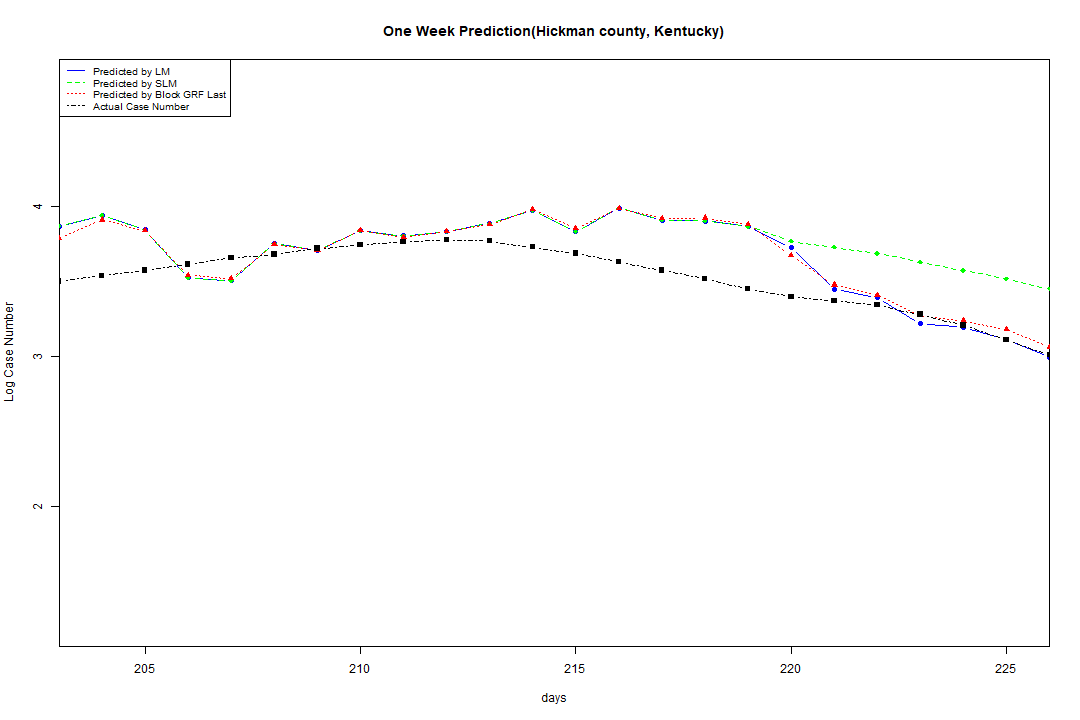 One Week Prediction(Hickman county, Kentucky)
Predicted by LM
Predicted by SLM
Predicted by Block GRF Last
Actual Case Number
4
3
2
Log Case Number
205 210 215 220 225
days